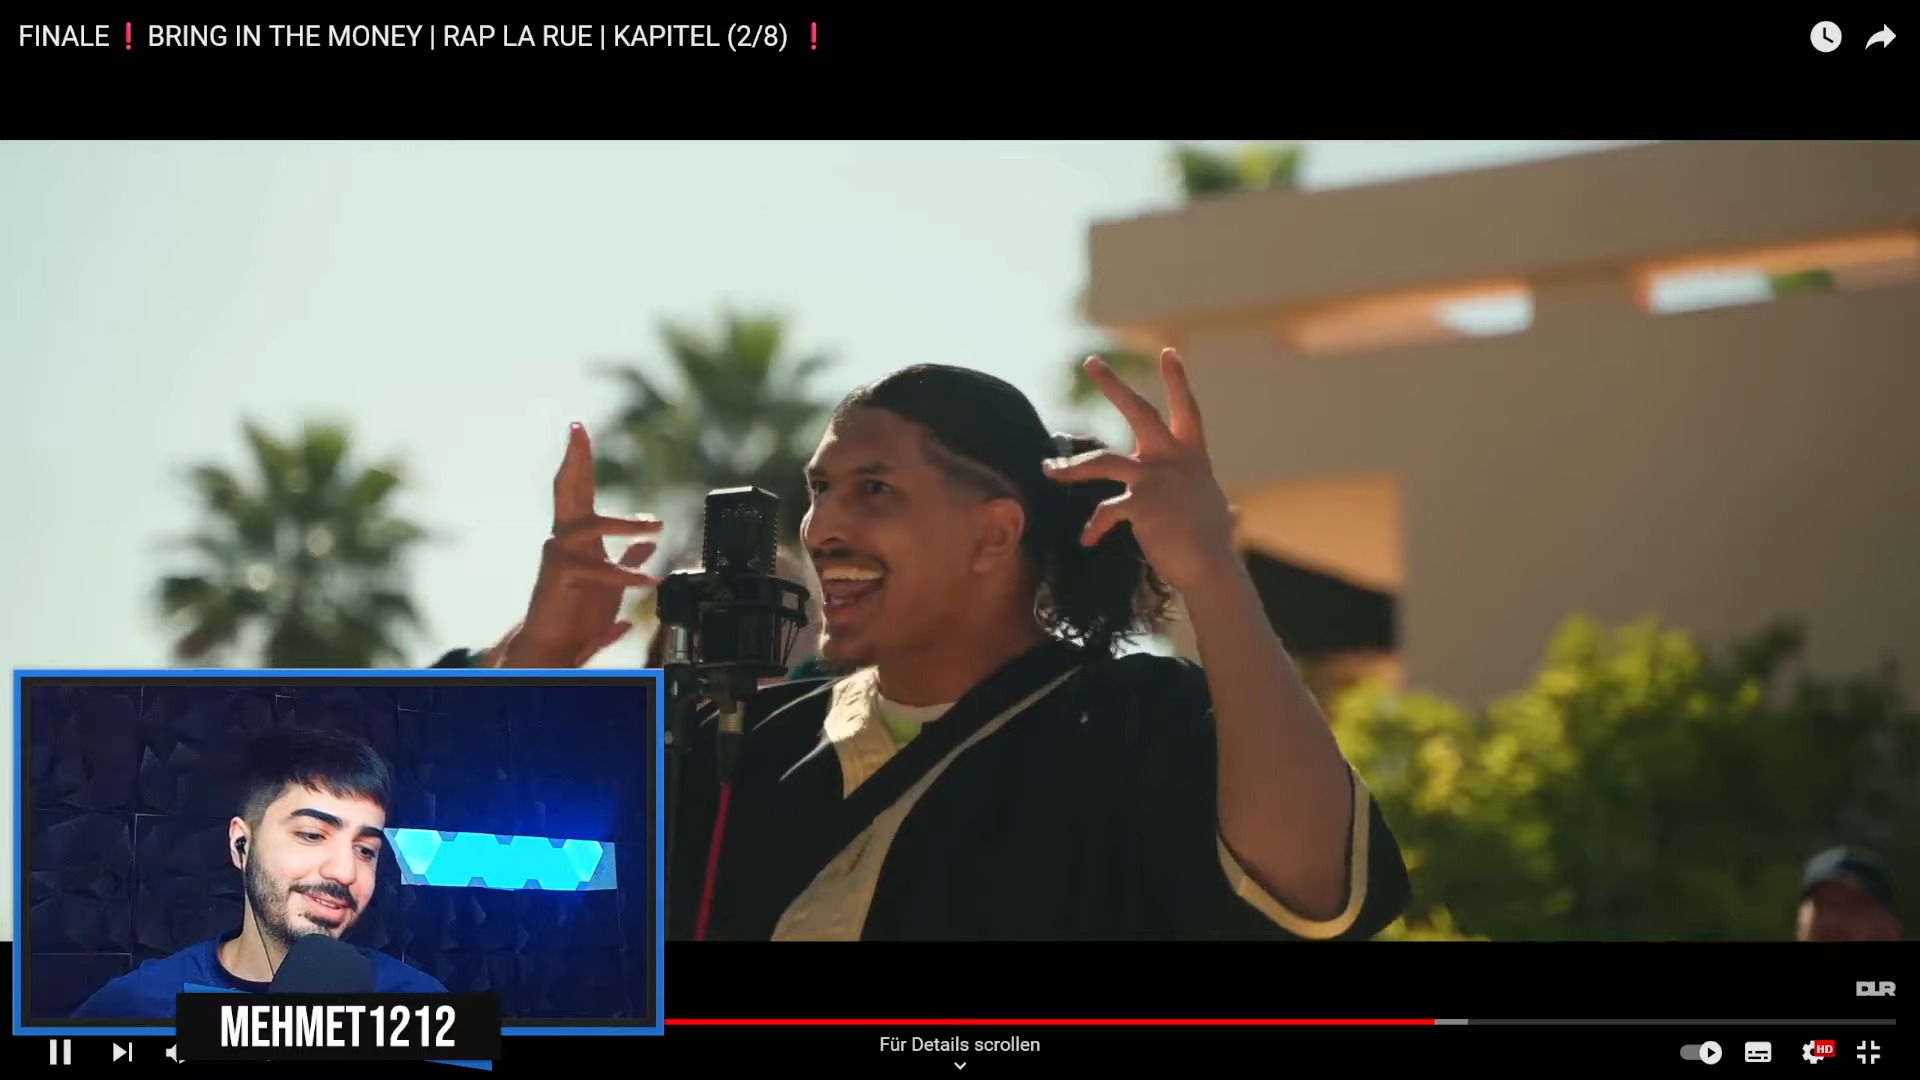 FINALE❗BRING IN THE MONEY | RAP LA RUE | KAPITEL (2/8) ❗
DLR
MEHMET1212
Für Details scrollen
HD